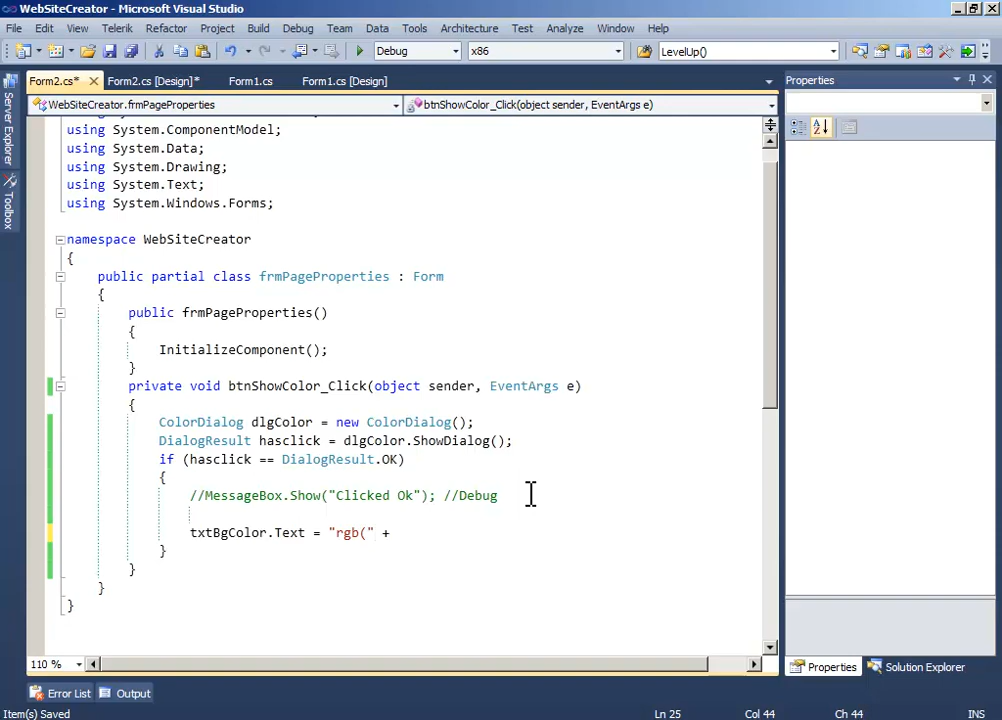 WebSiteCreator - Microsoft Visual Studio
File Edit View Telerik Refactor Project Build Debug Team Data Tools Architecture Test Analyze Window Help
Debug x86 LevelUp()
Form2.cs* Form2.cs [Design]* Form1.cs Form1.cs [Design] Properties
WebSiteCreator.frmPageProperties btnShowColor_Click(object sender, EventArgs e)
Server Explorer
Toolbox
using System.ComponentModel;
using System.Data;
using System.Drawing;
using System.Text;
using System.Windows.Forms;
namespace WebSiteCreator
{
public partial class frmPageProperties : Form
{
public frmPageProperties()
{
InitializeComponent();
}
private void btnShowColor_Click(object sender, EventArgs e)
{
ColorDialog dlgColor = new ColorDialog();
DialogResult hasclick = dlgColor.ShowDialog();
if (hasclick == DialogResult.OK)
{
//MessageBox.Show("Clicked Ok"); //Debug
txtBgColor.Text = "rgb(" +
}
}
}
}
110 %
Properties Solution Explorer
Error List Output
Item(s) Saved Ln 25 Col 44 Ch 44 INS